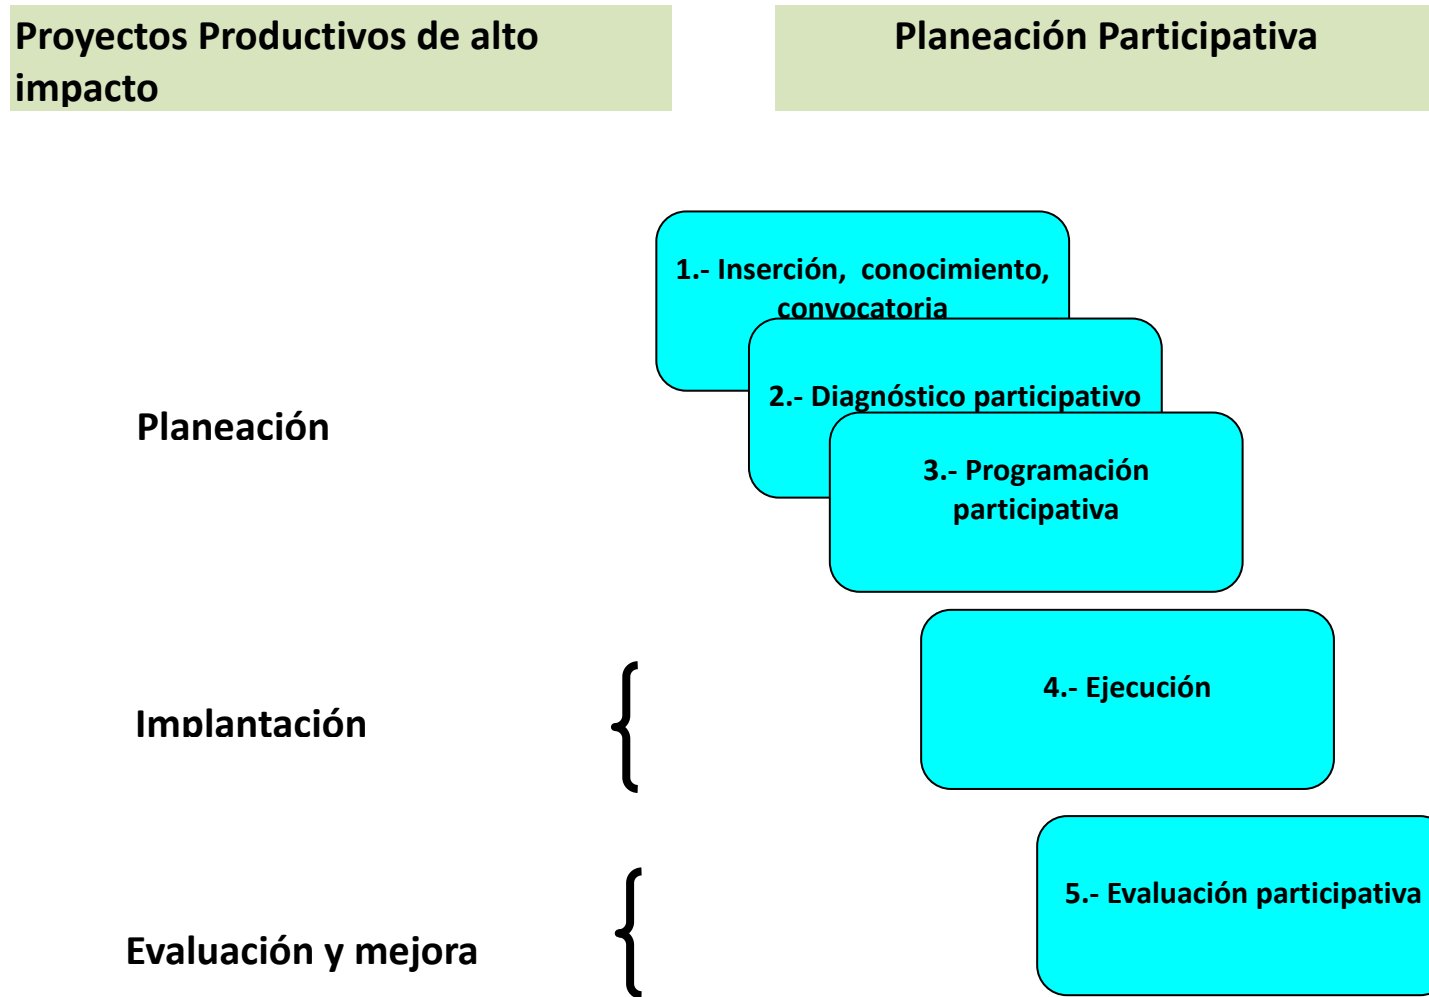 Proyectos Productivos de alto
impacto
Planeación Participativa
1.- Inserción, conocimiento,
convocatoria
2.- Diagnóstico participativo
Planeación
3.- Programación
participativa
4.- Ejecución
Implantación
5.- Evaluación participativa
Evaluación y mejora